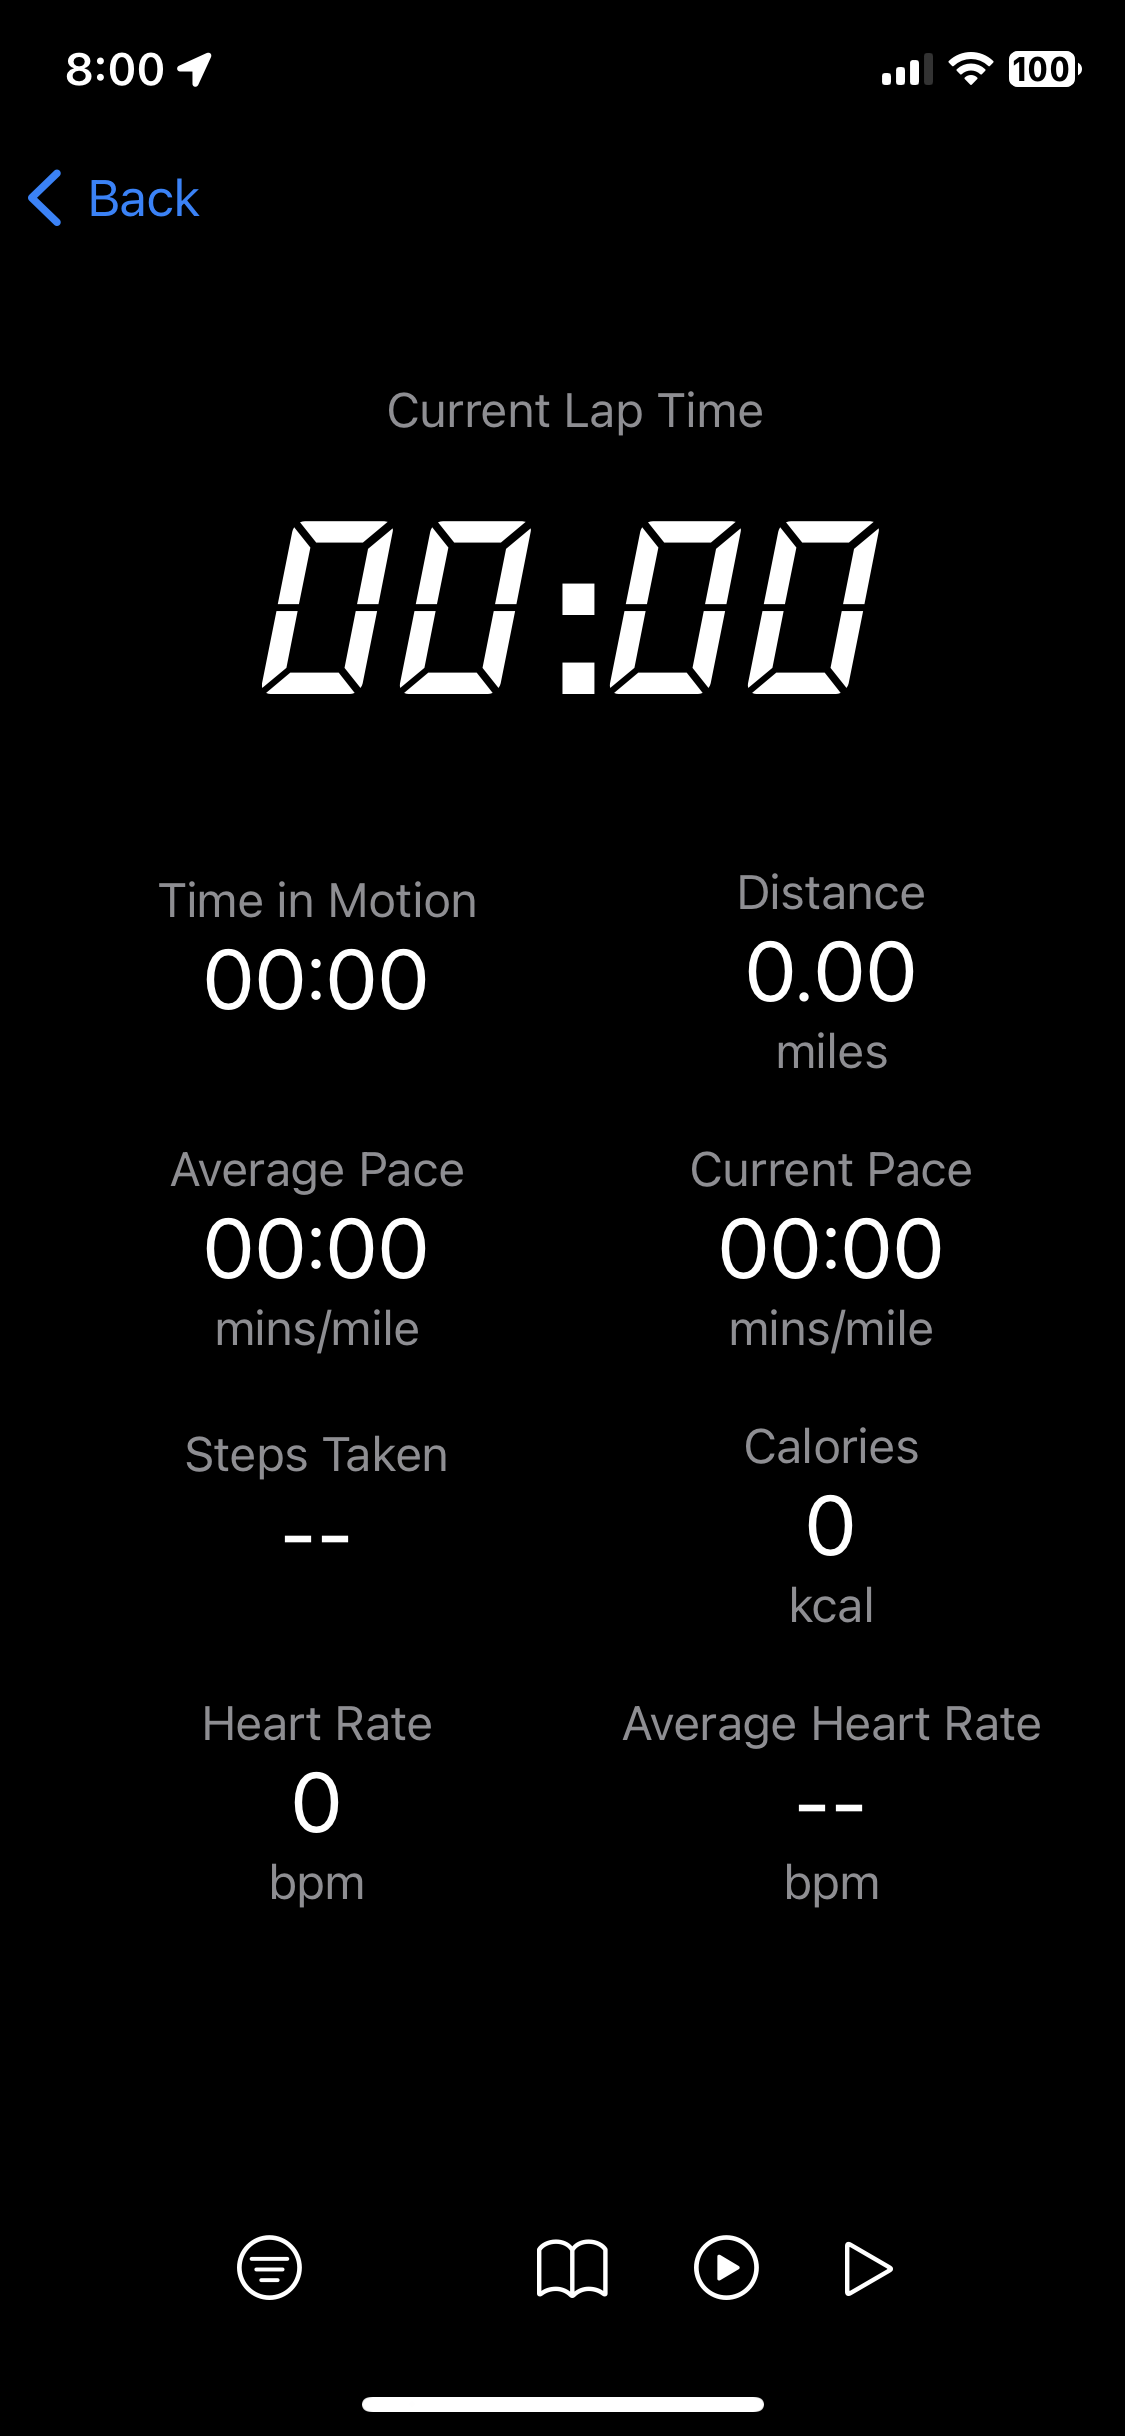 8:00
100
Back
Current Lap Time
00:00
Time in Motion
00:00
Distance
0.00
miles
Average Pace
00:00
mins/mile
Current Pace
00:00
mins/mile
Steps Taken
--
Calories
0
kcal
Heart Rate
0
bpm
Average Heart Rate
--
bpm